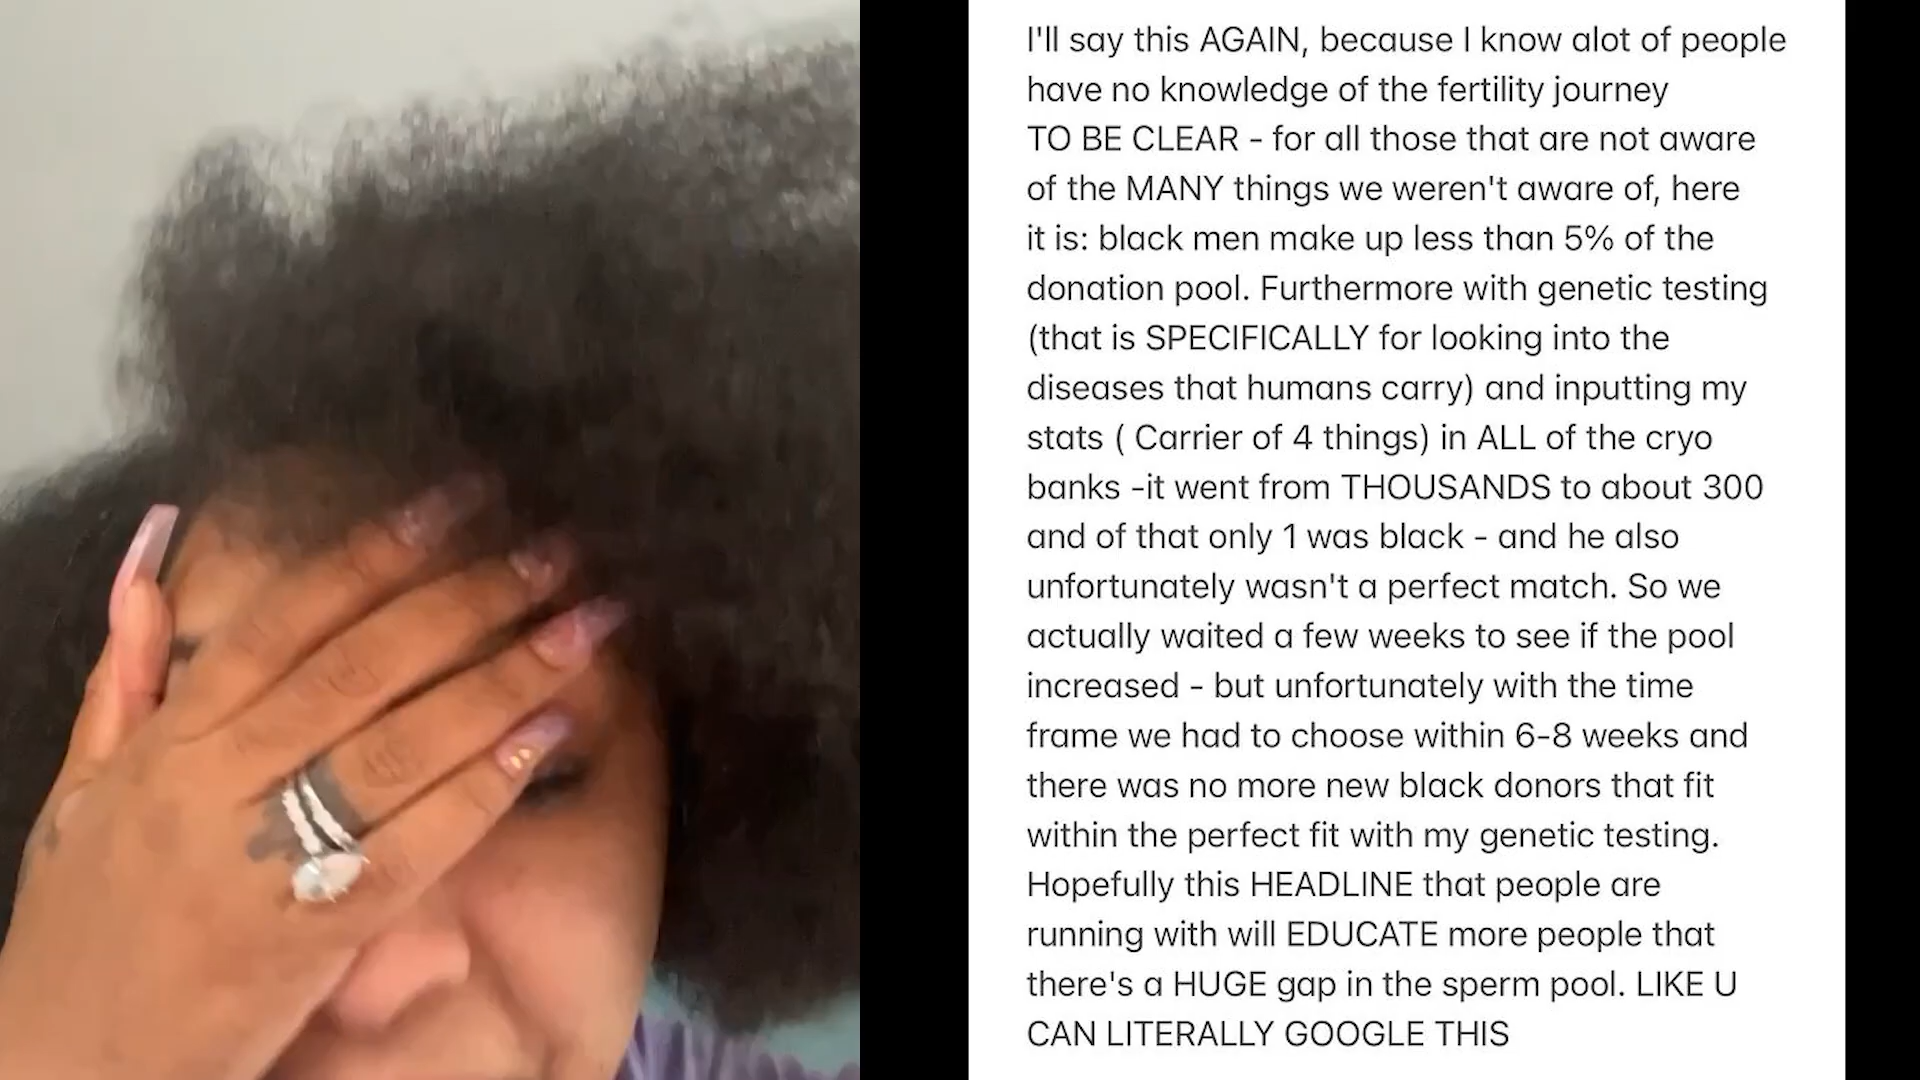 I'll say this AGAIN, because I know alot of people
have no knowledge of the fertility journey
TO BE CLEAR - for all those that are not aware
of the MANY things we weren't aware of, here
it is: black men make up less than 5% of the
donation pool. Furthermore with genetic testing
(that is SPECIFICALLY for looking into the
diseases that humans carry) and inputting my
stats ( Carrier of 4 things) in ALL of the cryo
banks -it went from THOUSANDS to about 300
and of that only 1 was black - and he also
unfortunately wasn't a perfect match. So we
actually waited a few weeks to see if the pool
increased - but unfortunately with the time
frame we had to choose within 6-8 weeks and
there was no more new black donors that fit
within the perfect fit with my genetic testing.
Hopefully this HEADLINE that people are
running with will EDUCATE more people that
there's a HUGE gap in the sperm pool. LIKE U
CAN LITERALLY GOOGLE THIS